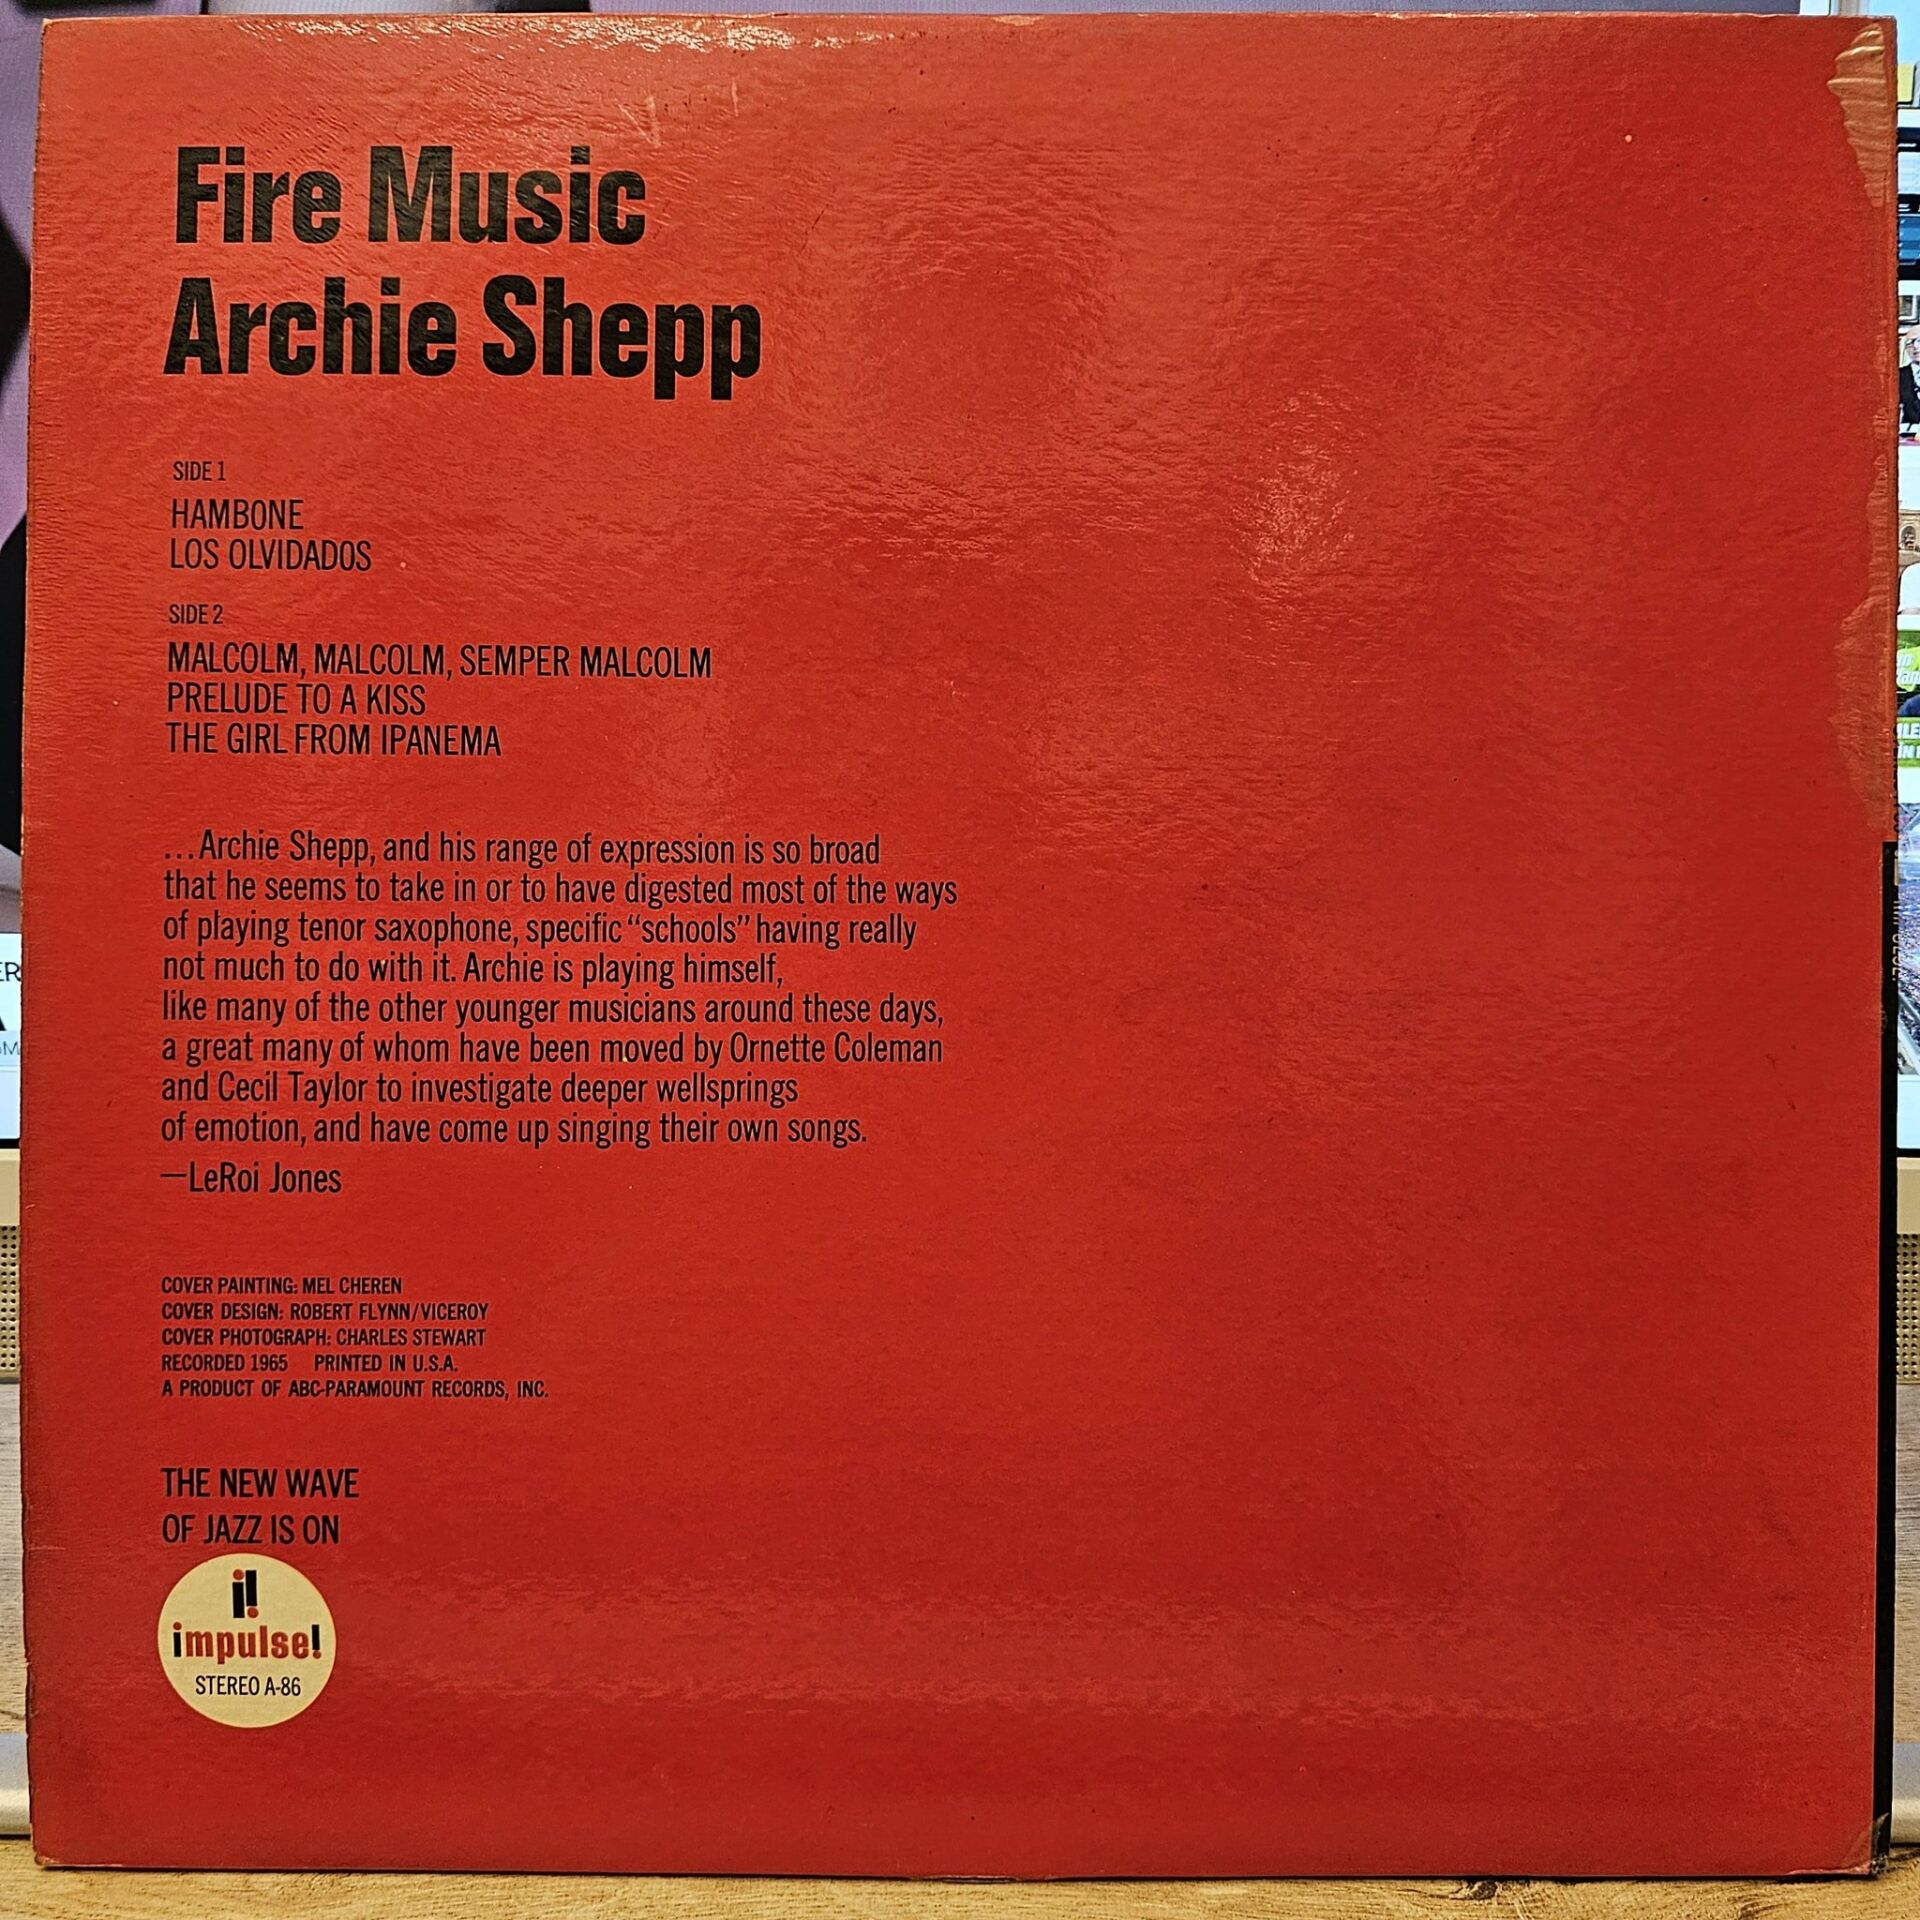 Fire Music
Archie Shepp
SIDE 1
HAMBONE
LOS OLVIDADOS
SIDE 2
MALCOLM, MALCOLM, SEMPER MALCOLM
PRELUDE TO A KISS
THE GIRL FROM IPANEMA
...Archie Shepp, and his range of expression is so broad
that he seems to take in or to have digested most of the ways
of playing tenor saxophone, specific “schools” having really
not much to do with it. Archie is playing himself,
like many of the other younger musicians around these days,
a great many of whom have been moved by Ornette Coleman
and Cecil Taylor to investigate deeper wellsprings
of emotion, and have come up singing their own songs.
—LeRoi Jones
COVER PAINTING: MEL CHEREN
COVER DESIGN: ROBERT FLYNN/VICEROY
COVER PHOTOGRAPH: CHARLES STEWART
RECORDED 1965 PRINTED IN U.S.A.
A PRODUCT OF ABC-PARAMOUNT RECORDS, INC.
THE NEW WAVE
OF JAZZ IS ON
i!
impulse!
STEREO A-86